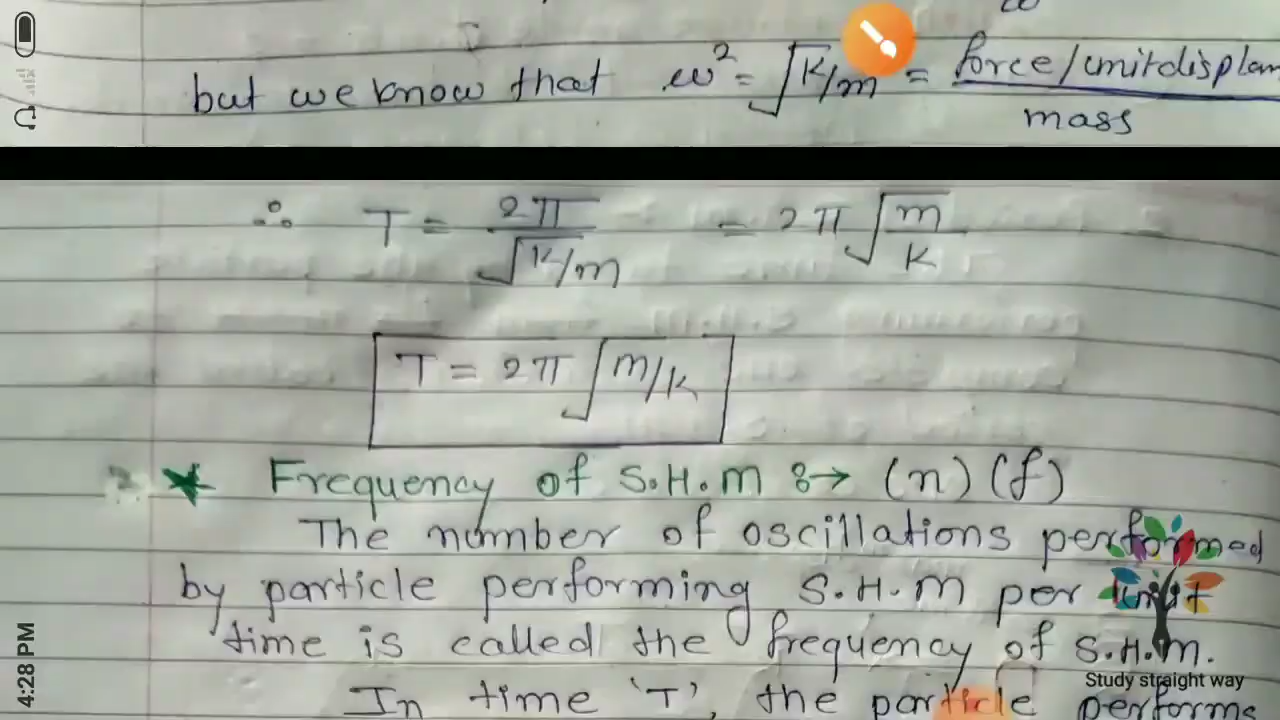 but we know that ω² = √K/m = force/unit displam
mass
∴ T = 2π / √K/m = 2π √m/k
T = 2π √m/k
★ Frequency of S.H.m :→ (n) (f)
The number of oscillations performed
by particle performing S.H.M per unit
time is called the frequency of S.H.m.
In time 'T', the particle performs
Study straight way
4:28 PM